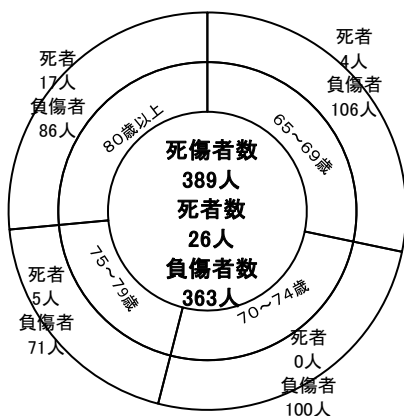 死者
4人
負傷者
106人
65～69歳
死者
0人
負傷者
100人
70～74歳
死者
5人
負傷者
71人
75～79歳
死者
17人
負傷者
86人
80歳以上
死傷者数
389人
死者数
26人
負傷者数
363人